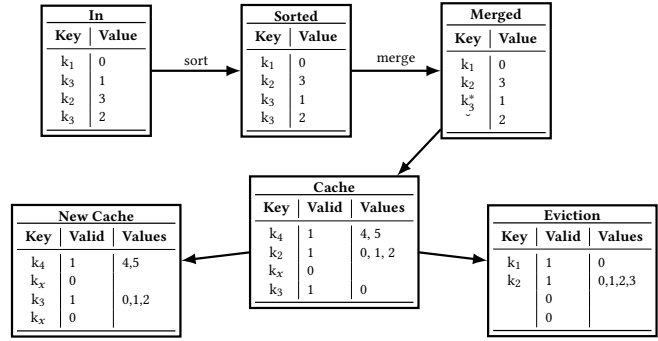 In
Key Value
k₁ 0
k₃ 1
k₂ 3
k₃ 2
sort
Sorted
Key Value
k₁ 0
k₂ 3
k₃ 1
k₃ 2
merge
Merged
Key Value
k₁ 0
k₂ 3
k₃* 1
˘ 2
Cache
Key Valid Values
k₄ 1 4, 5
k₂ 1 0, 1, 2
kₓ 0
k₃ 1 0
New Cache
Key Valid Values
k₄ 1 4,5
kₓ 0
k₃ 1 0,1,2
kₓ 0
Eviction
Key Valid Values
k₁ 1 0
k₂ 1 0,1,2,3
0
0